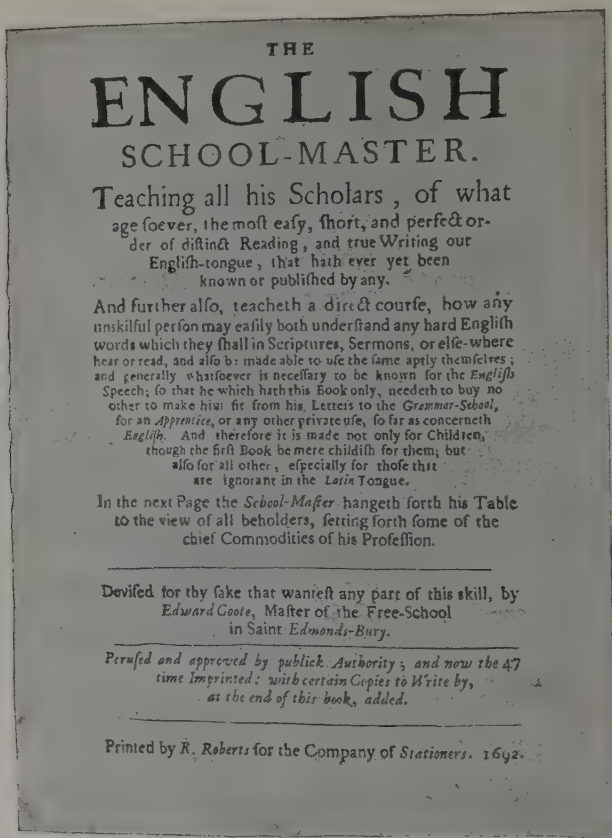 THE
ENGLISH
SCHOOL-MASTER.
Teaching all his Scholars, of what
age ſoever, the moſt eaſy, ſhort, and perfect or-
der of diſtinct Reading, and true Writing our
Engliſh-tongue, that hath ever yet been
known or publiſhed by any.
And further alſo, teacheth a direct courſe, how any
unskilful perſon may eaſily both underſtand any hard Engliſh
words which they ſhall in Scriptures, Sermons, or elſe-where
hear or read, and alſo be made able to uſe the ſame aptly themſelves;
and generally whatſoever is neceſſary to be known for the Engliſh
Speech; ſo that he which hath this Book only, needeth to buy no
other to make him fit from his Letters to the Grammar-School,
for an Apprentice, or any other private uſe, ſo far as concerneth
Engliſh. And therefore it is made not only for Children,
though the firſt Book be mere childiſh for them; but
alſo for all other, eſpecially for thoſe that
are ignorant in the Latin Tongue.
In the next Page the School-Maſter hangeth forth his Table
to the view of all beholders, ſetting forth ſome of the
chief Commodities of his Profeſſion.
Deviſed for thy ſake that wanteſt any part of this skill, by
Edward Coote, Maſter of the Free-School
in Saint Edmonds-Bury.
Peruſed and approved by publick Authority; and now the 47
time Imprinted: with certain Copies to Write by,
at the end of this book, added.
Printed by R. Roberts for the Company of Stationers. 1692.